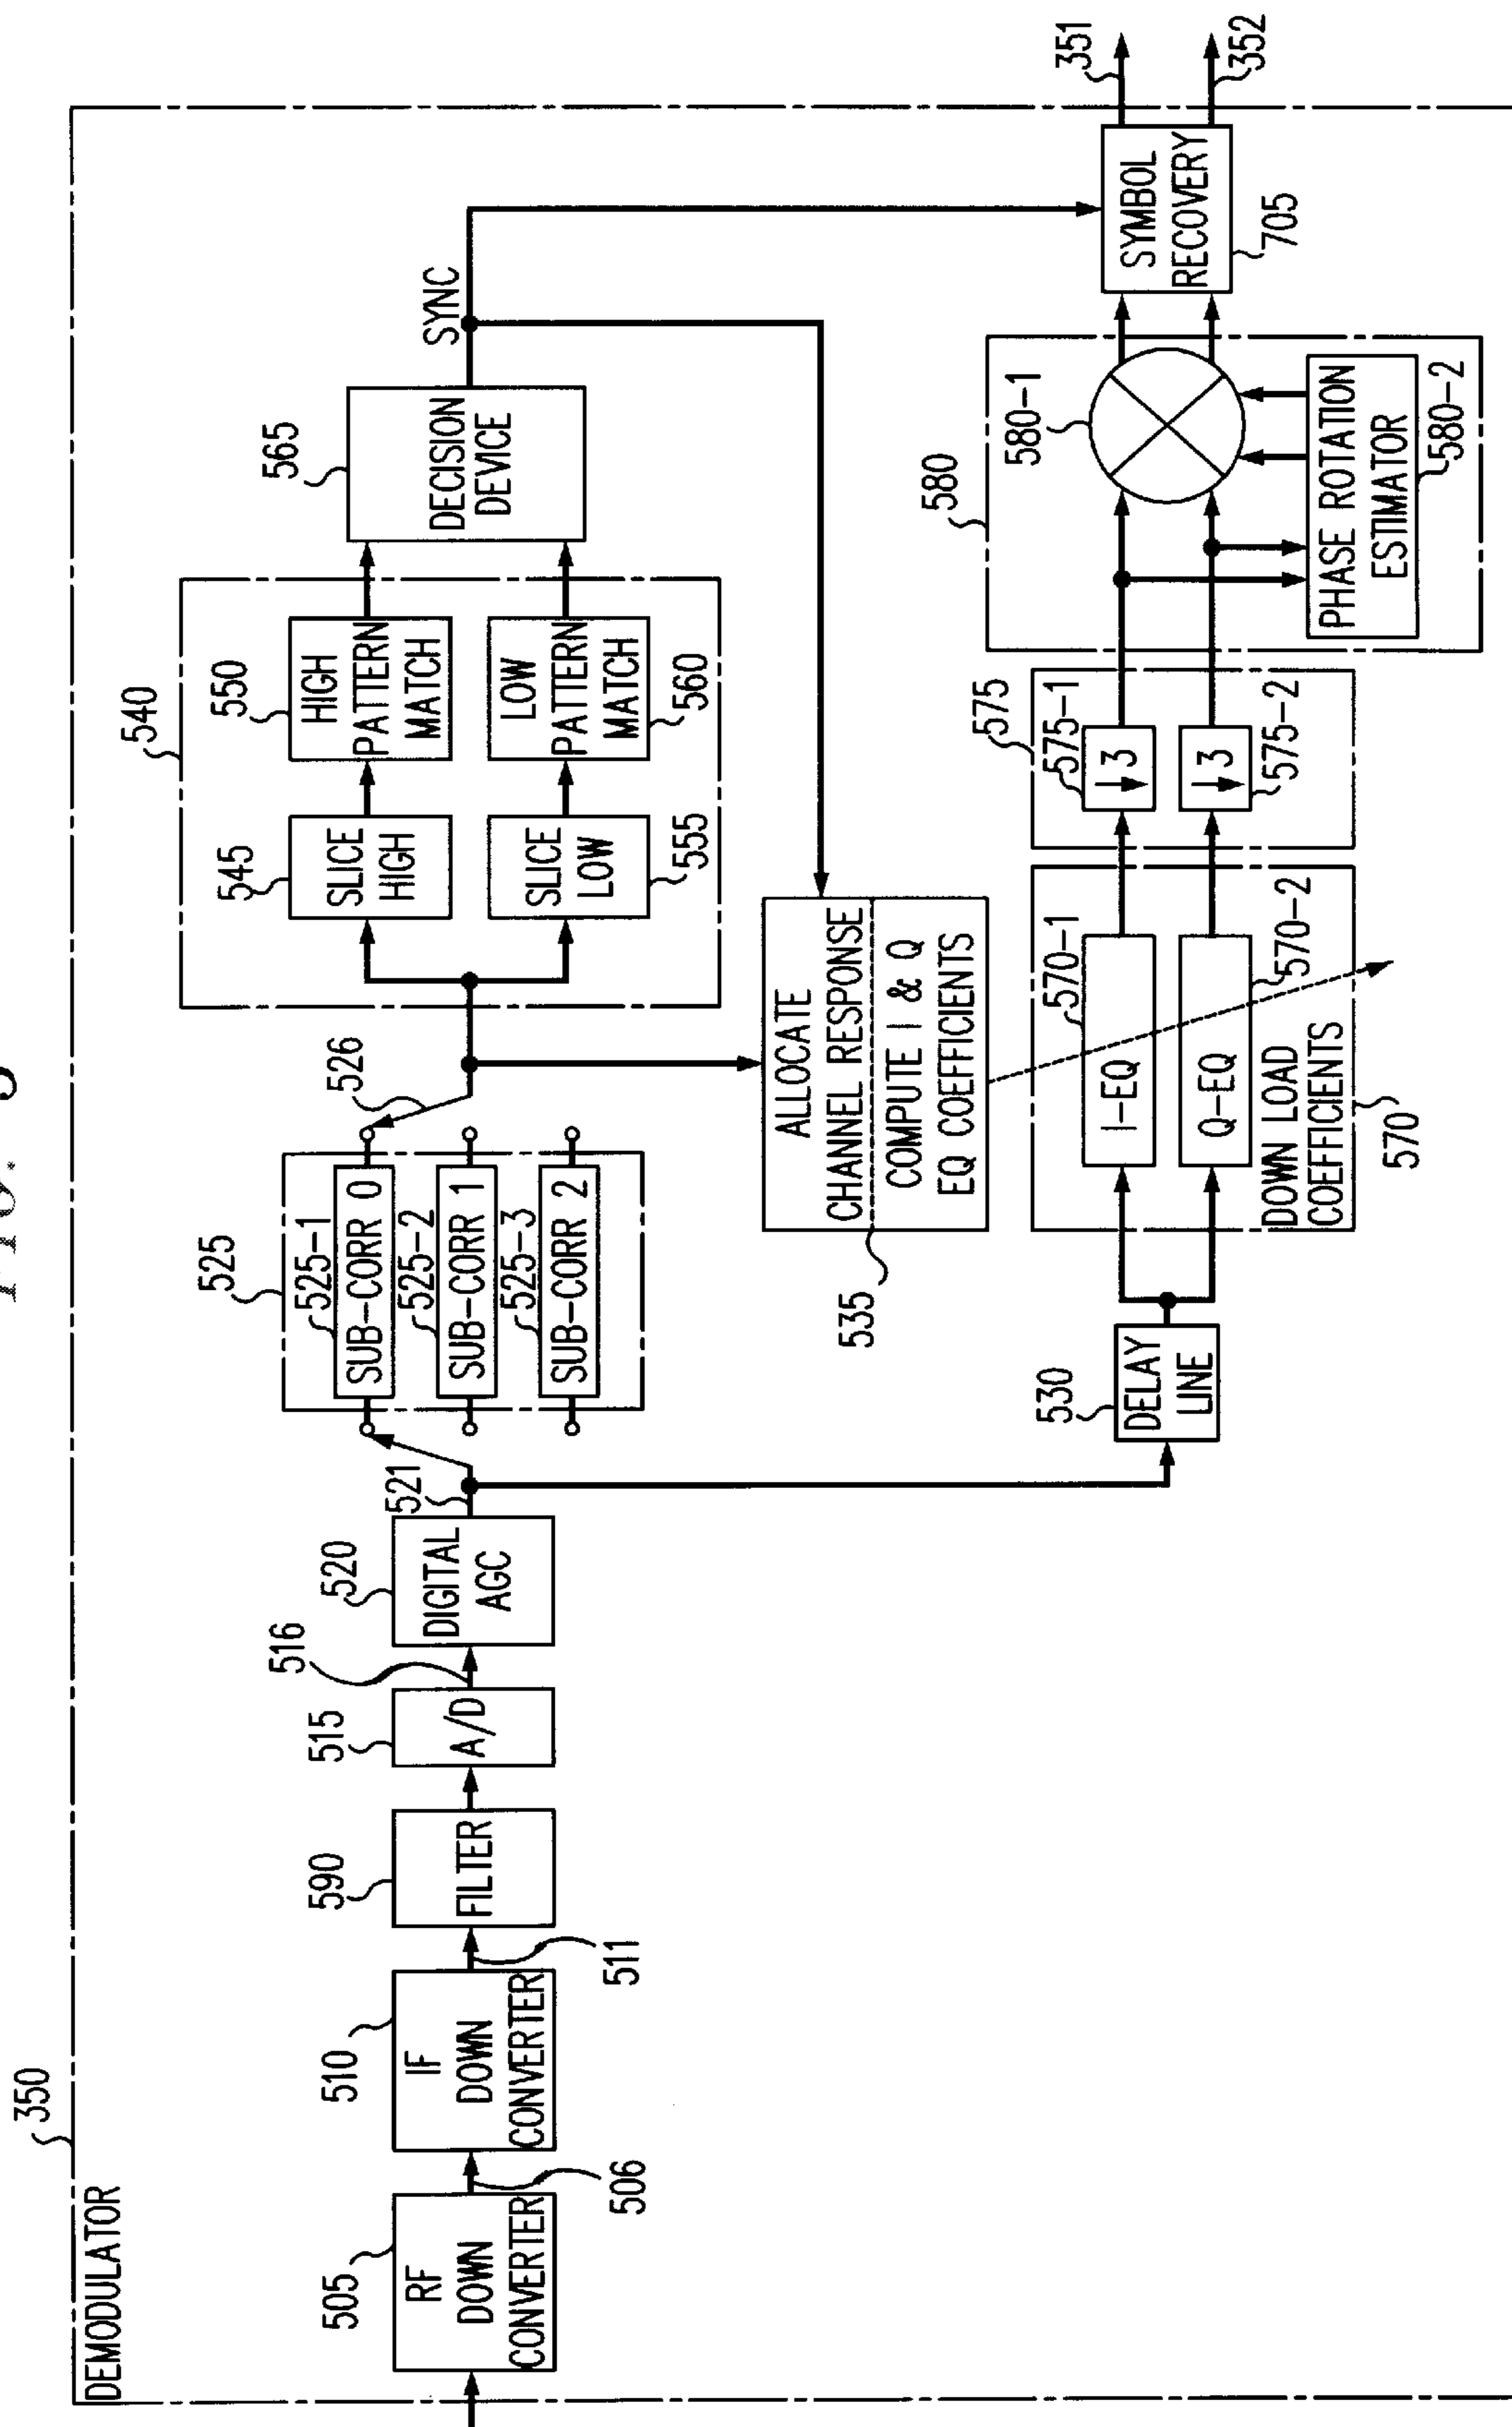 FIG. 5
350
DEMODULATOR
505
RF
DOWN
CONVERTER
506
510
IF
DOWN
CONVERTER
511
590
FILTER
515
A/D
516
520
DIGITAL
AGC
521
525
525-1
SUB-CORR 0
525-2
SUB-CORR 1
525-3
SUB-CORR 2
526
540
545
SLICE
HIGH
550
HIGH
PATTERN
MATCH
555
SLICE
LOW
560
LOW
PATTERN
MATCH
565
DECISION
DEVICE
SYNC
535
ALLOCATE
CHANNEL RESPONSE
COMPUTE I & Q
EQ COEFFICIENTS
530
DELAY
LINE
570-1
I-EQ
570-2
Q-EQ
DOWN LOAD
COEFFICIENTS
570
575
575-1
3
575-2
3
580
580-1
PHASE ROTATION
ESTIMATOR
580-2
SYMBOL
RECOVERY
705
351
352